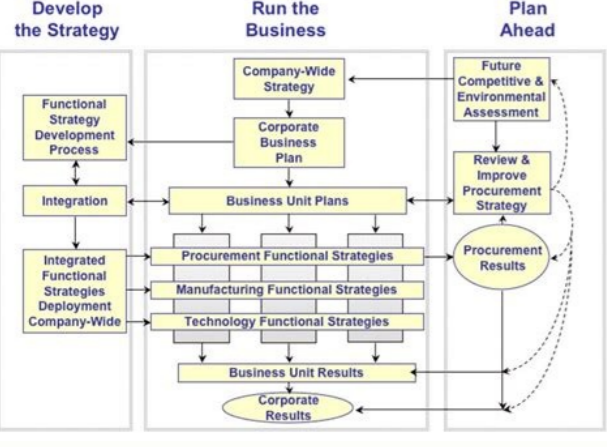 Develop
the Strategy
Run the
Business
Plan
Ahead
Functional
Strategy
Development
Process
Integration
Integrated
Functional
Strategies
Deployment
Company-Wide
Company-Wide
Strategy
Corporate
Business
Plan
Business Unit Plans
Procurement Functional Strategies
Manufacturing Functional Strategies
Technology Functional Strategies
Business Unit Results
Corporate
Results
Future
Competitive &
Environmental
Assessment
Review &
Improve
Procurement
Strategy
Procurement
Results